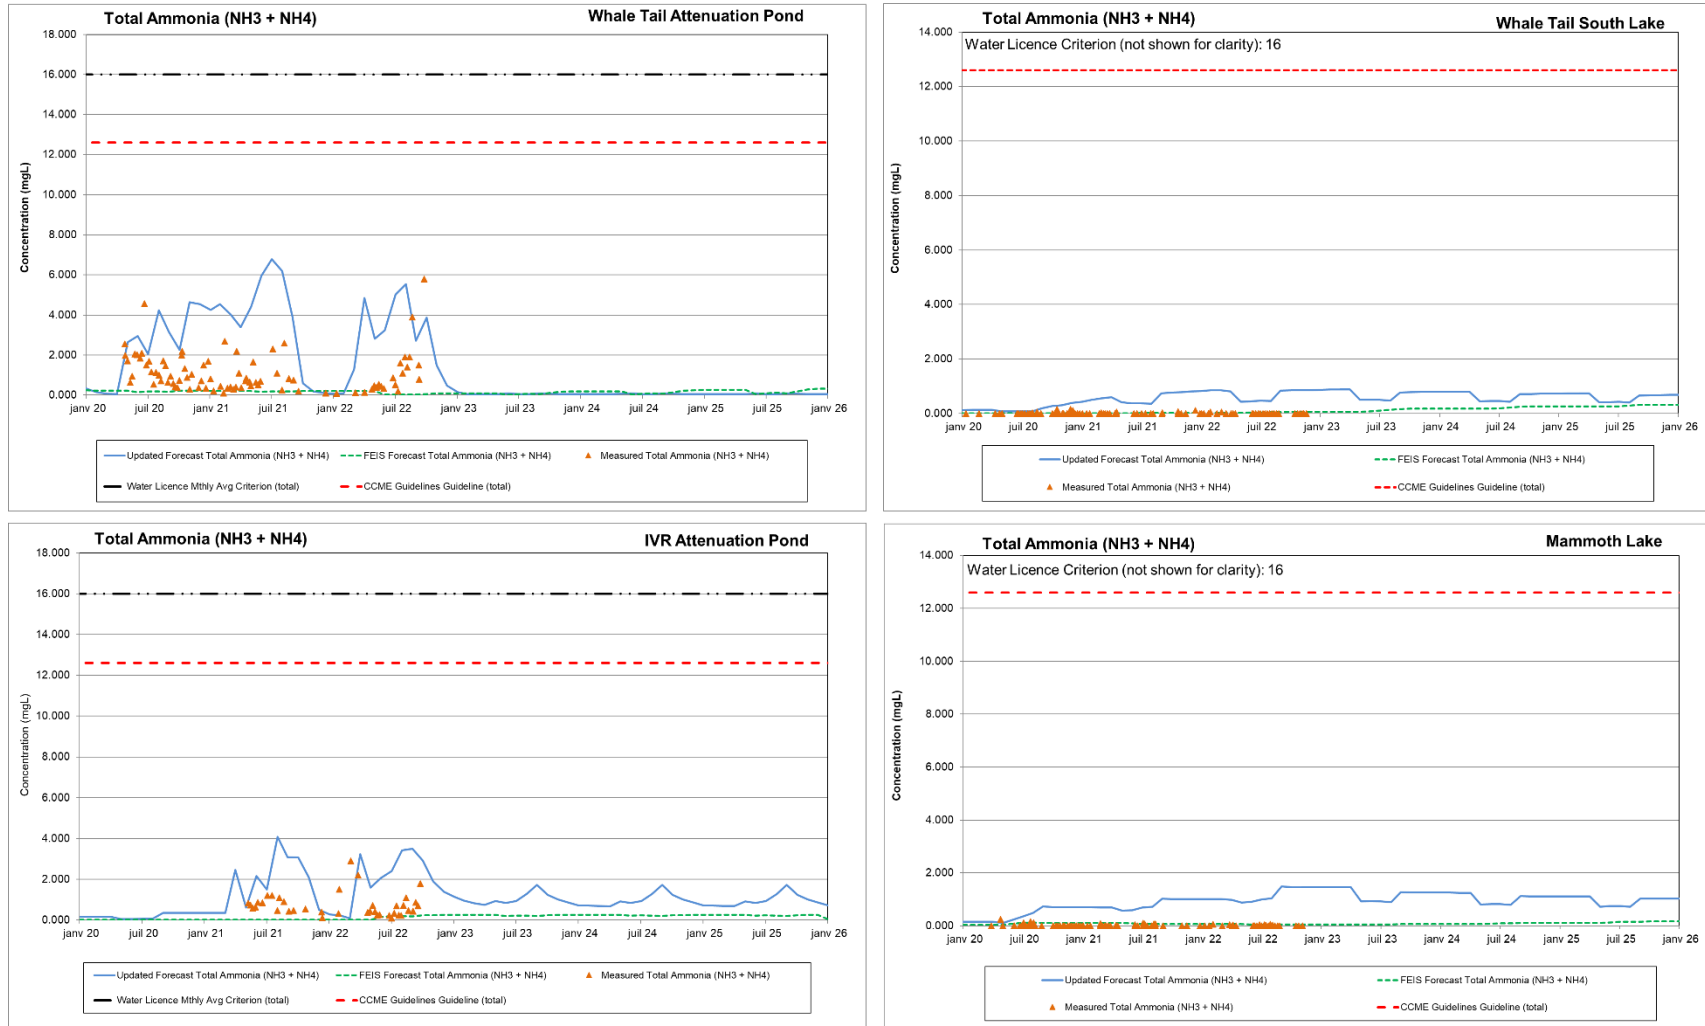 Total Ammonia (NH3 + NH4)
Whale Tail Attenuation Pond
18.000
16.000
14.000
12.000
10.000
8.000
6.000
4.000
2.000
0.000
Concentration (mgL)
janv 20 juil 20 janv 21 juil 21 janv 22 juil 22 janv 23 juil 23 janv 24 juil 24 janv 25 juil 25 janv 26
Updated Forecast Total Ammonia (NH3 + NH4) FEIS Forecast Total Ammonia (NH3 + NH4) Measured Total Ammonia (NH3 + NH4)
Water Licence Mthly Avg Criterion (total) CCME Guidelines Guideline (total)
Total Ammonia (NH3 + NH4)
Whale Tail South Lake
Water Licence Criterion (not shown for clarity): 16
14.000
12.000
10.000
8.000
6.000
4.000
2.000
0.000
Concentration (mgL)
janv 20 juil 20 janv 21 juil 21 janv 22 juil 22 janv 23 juil 23 janv 24 juil 24 janv 25 juil 25 janv 26
Updated Forecast Total Ammonia (NH3 + NH4) FEIS Forecast Total Ammonia (NH3 + NH4)
Measured Total Ammonia (NH3 + NH4) CCME Guidelines Guideline (total)
Total Ammonia (NH3 + NH4)
IVR Attenuation Pond
18.000
16.000
14.000
12.000
10.000
8.000
6.000
4.000
2.000
0.000
Concentration (mgL)
janv 20 juil 20 janv 21 juil 21 janv 22 juil 22 janv 23 juil 23 janv 24 juil 24 janv 25 juil 25 janv 26
Updated Forecast Total Ammonia (NH3 + NH4) FEIS Forecast Total Ammonia (NH3 + NH4) Measured Total Ammonia (NH3 + NH4)
Water Licence Mthly Avg Criterion (total) CCME Guidelines Guideline (total)
Total Ammonia (NH3 + NH4)
Mammoth Lake
Water Licence Criterion (not shown for clarity): 16
14.000
12.000
10.000
8.000
6.000
4.000
2.000
0.000
Concentration (mgL)
janv 20 juil 20 janv 21 juil 21 janv 22 juil 22 janv 23 juil 23 janv 24 juil 24 janv 25 juil 25 janv 26
Updated Forecast Total Ammonia (NH3 + NH4) FEIS Forecast Total Ammonia (NH3 + NH4)
Measured Total Ammonia (NH3 + NH4) CCME Guidelines Guideline (total)